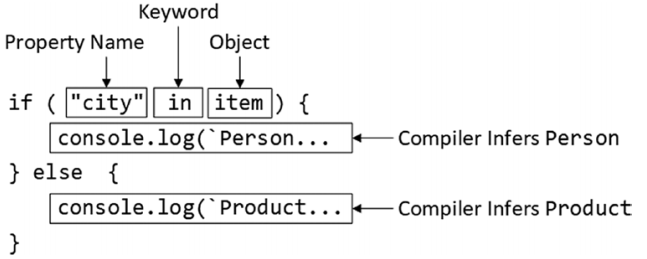 Keyword
Property Name Object
if ( "city" in item ) {
console.log(`Person... Compiler Infers Person
} else {
console.log(`Product... Compiler Infers Product
}